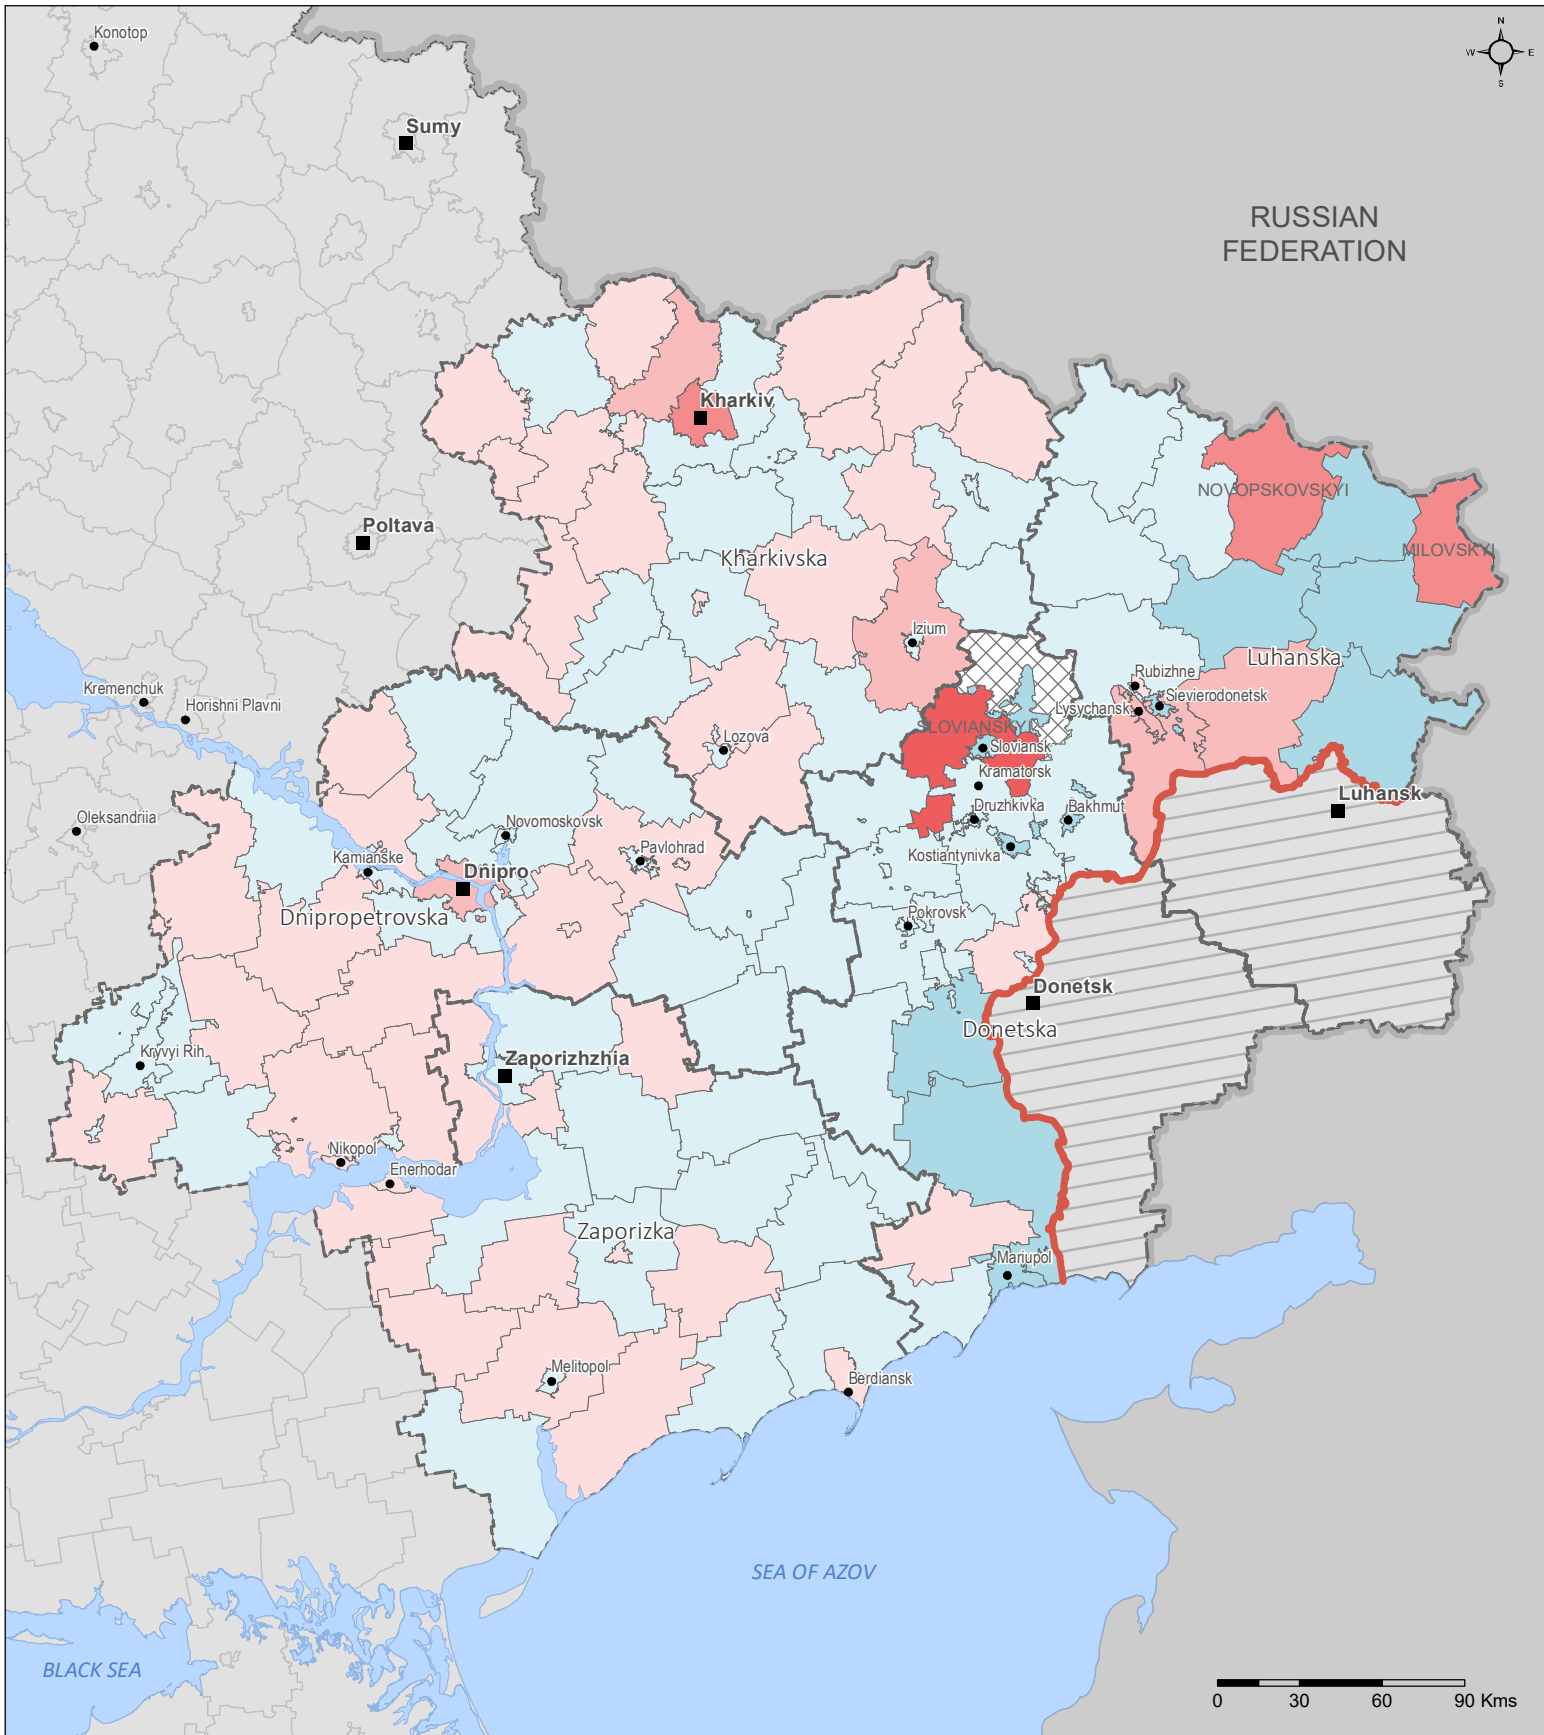 Konotop
N
W
E
S
Sumy
RUSSIAN
FEDERATION
Kharkiv
NOVOPSKOVSKYI
Poltava
Kharkivska
MILOVSKYI
Izium
Luhanska
Rubizhne
Kremenchuk
Sievierodonetsk
Horishni Plavni
Lysychansk
SLOVIANSKYI
Lozova
Sloviansk
Kramatorsk
Luhansk
Oleksandriia
Novomoskovsk
Druzhkivka
Bakhmut
Pavlohrad
Kostiantynivka
Kamianske
Dnipro
Dnipropetrovska
Pokrovsk
Donetsk
Donetska
Kryvyi Rih
Zaporizhzhia
Nikopol
Enerhodar
Zaporizka
Mariupol
Melitopol
Berdiansk
SEA OF AZOV
BLACK SEA
0 30 60 90 Kms